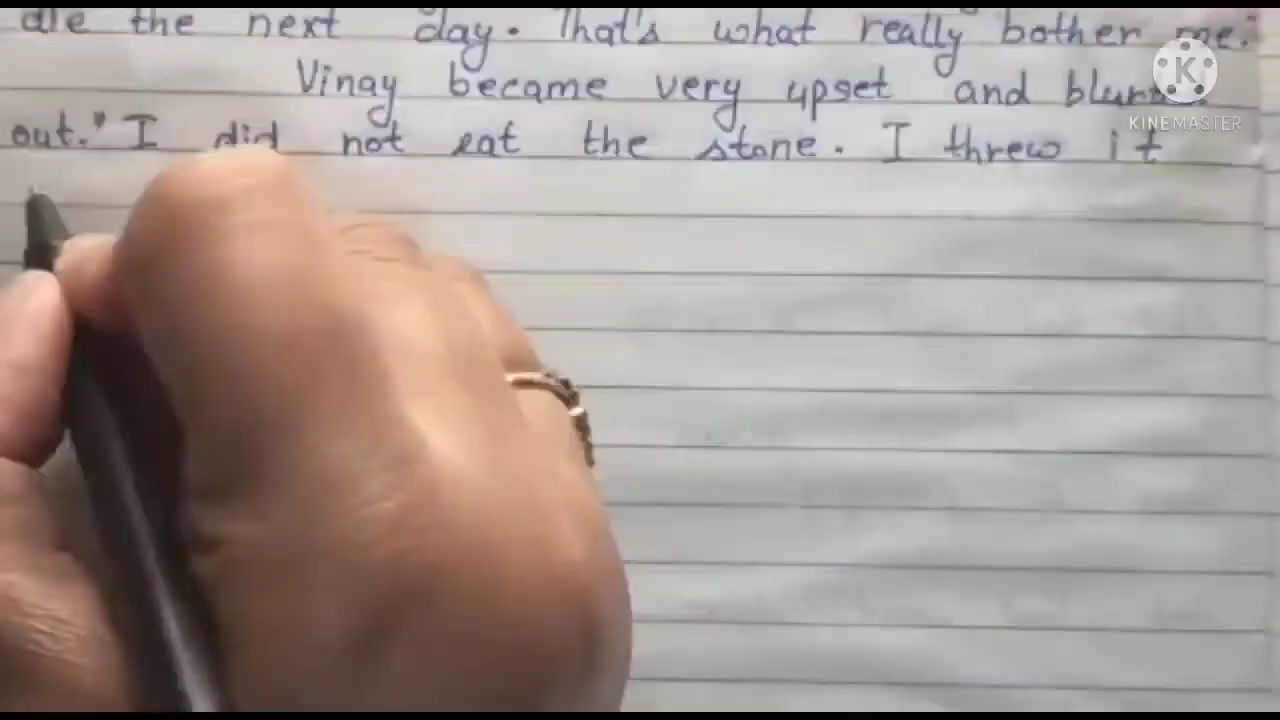 die the next day. That's what really bother me."
Vinay became very upset and
out." I did not eat the stone. I threw it
K
KINEMASTER